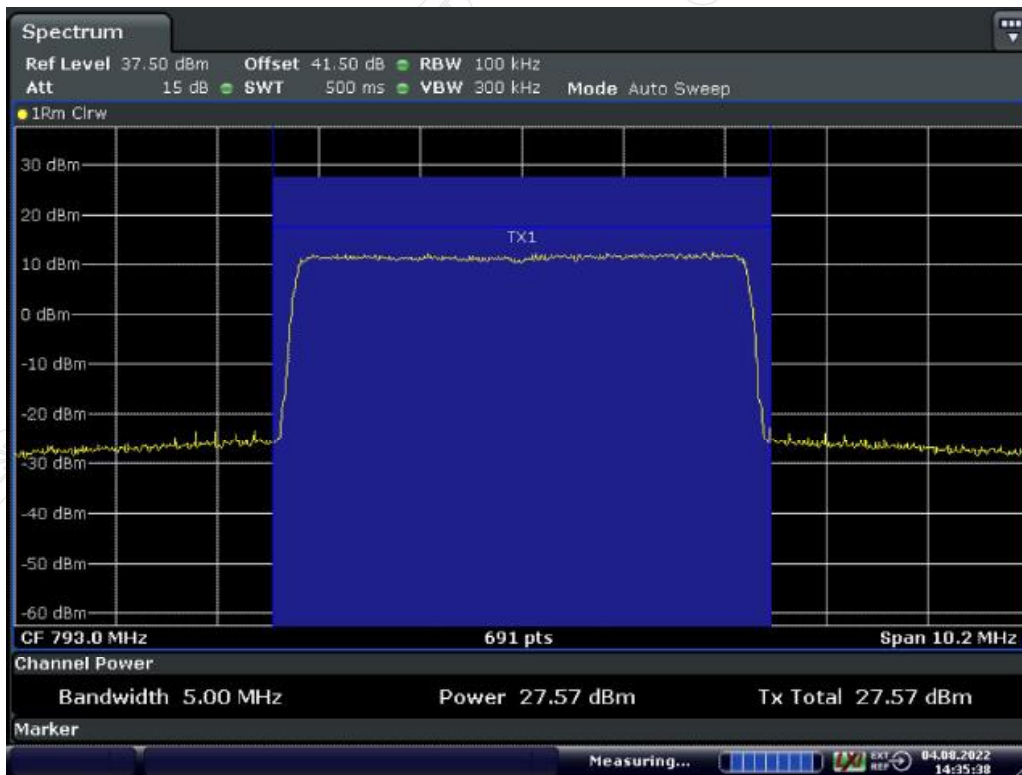 Spectrum
Ref Level 37.50 dBm Offset 41.50 dB RBW 100 kHz
Att 15 dB SWT 500 ms VBW 300 kHz Mode Auto Sweep
1Rm Clrw
30 dBm
20 dBm
TX1
10 dBm
0 dBm
-10 dBm
-20 dBm
-30 dBm
-40 dBm
-50 dBm
-60 dBm
CF 793.0 MHz 691 pts Span 10.2 MHz
Channel Power
Bandwidth 5.00 MHz Power 27.57 dBm Tx Total 27.57 dBm
Marker
Measuring... LXI EXT REF 04.08.2022
14:35:38